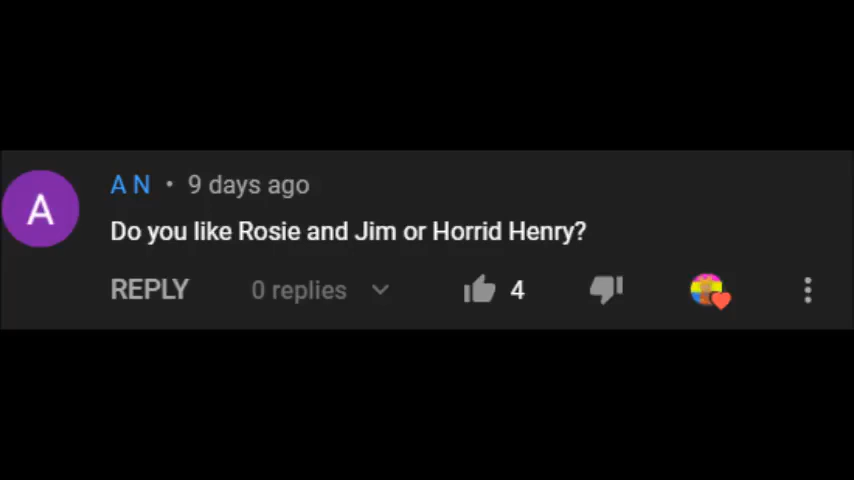 A
A N • 9 days ago
Do you like Rosie and Jim or Horrid Henry?
REPLY 0 replies 4